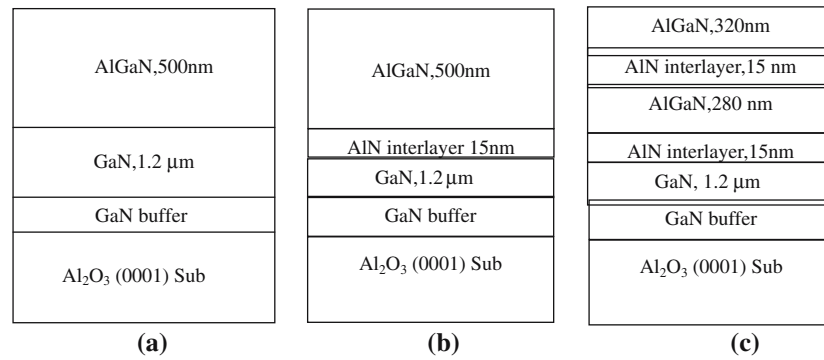 AlGaN,500nm
GaN,1.2 μm
GaN buffer
Al₂O₃ (0001) Sub
(a)
AlGaN,500nm
AlN interlayer 15nm
GaN,1.2 μm
GaN buffer
Al₂O₃ (0001) Sub
(b)
AlGaN,320nm
AlN interlayer,15 nm
AlGaN,280 nm
AlN interlayer,15nm
GaN, 1.2 μm
GaN buffer
Al₂O₃ (0001) Sub
(c)